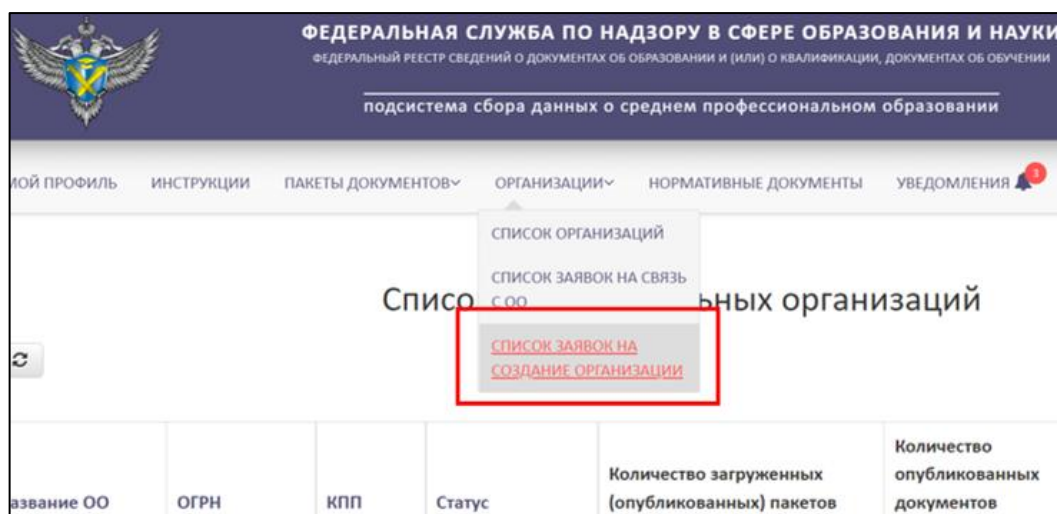 ФЕДЕРАЛЬНАЯ СЛУЖБА ПО НАДЗОРУ В СФЕРЕ ОБРАЗОВАНИЯ И НАУКИ
ФЕДЕРАЛЬНЫЙ РЕЕСТР СВЕДЕНИЙ О ДОКУМЕНТАХ ОБ ОБРАЗОВАНИИ И (ИЛИ) О КВАЛИФИКАЦИИ, ДОКУМЕНТАХ ОБ ОБУЧЕНИИ
подсистема сбора данных о среднем профессиональном образовании
МОЙ ПРОФИЛЬ ИНСТРУКЦИИ ПАКЕТЫ ДОКУМЕНТОВ ОРГАНИЗАЦИИ НОРМАТИВНЫЕ ДОКУМЕНТЫ УВЕДОМЛЕНИЯ 3
СПИСОК ОРГАНИЗАЦИЙ
СПИСОК ЗАЯВОК НА СВЯЗЬ
С ОО
Списо ьных организаций
СПИСОК ЗАЯВОК НА
СОЗДАНИЕ ОРГАНИЗАЦИИ
Количество
Количество загруженных опубликованных
азвание ОО ОГРН КПП Статус (опубликованных) пакетов документов